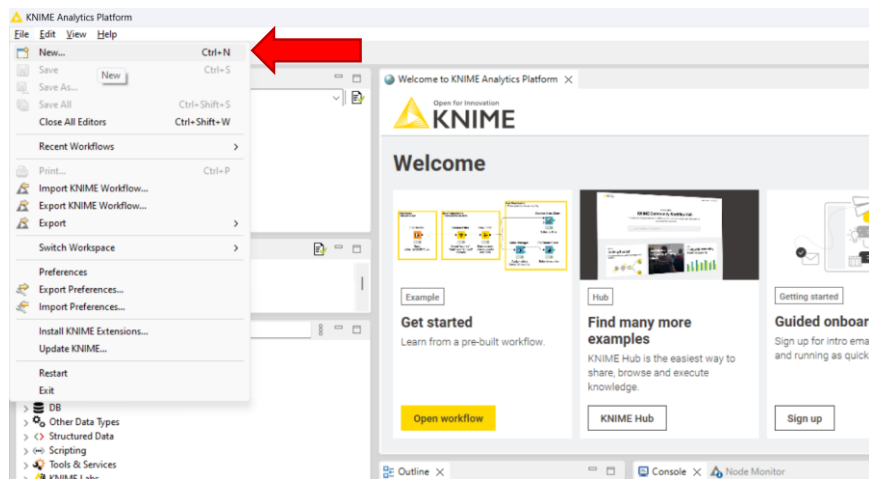 KNIME Analytics Platform
File Edit View Help
New... Ctrl+N
Save Ctrl+S
New
Save As...
Save All Ctrl+Shift+S
Close All Editors Ctrl+Shift+W
Recent Workflows
Print... Ctrl+P
Import KNIME Workflow...
Export KNIME Workflow...
Export
Switch Workspace
Preferences
Export Preferences...
Import Preferences...
Install KNIME Extensions...
Update KNIME...
Restart
Exit
DB
Other Data Types
Structured Data
Scripting
Tools & Services
KNIME Labs
Welcome to KNIME Analytics Platform
Open for Innovation
KNIME
Welcome
Example
Get started
Learn from a pre-built workflow.
Open workflow
Hub
Find many more
examples
KNIME Hub is the easiest way to
share, browse and execute
knowledge.
KNIME Hub
Getting started
Guided onboar
Sign up for intro ema
and running as quick
Sign up
Outline
Console
Node Monitor